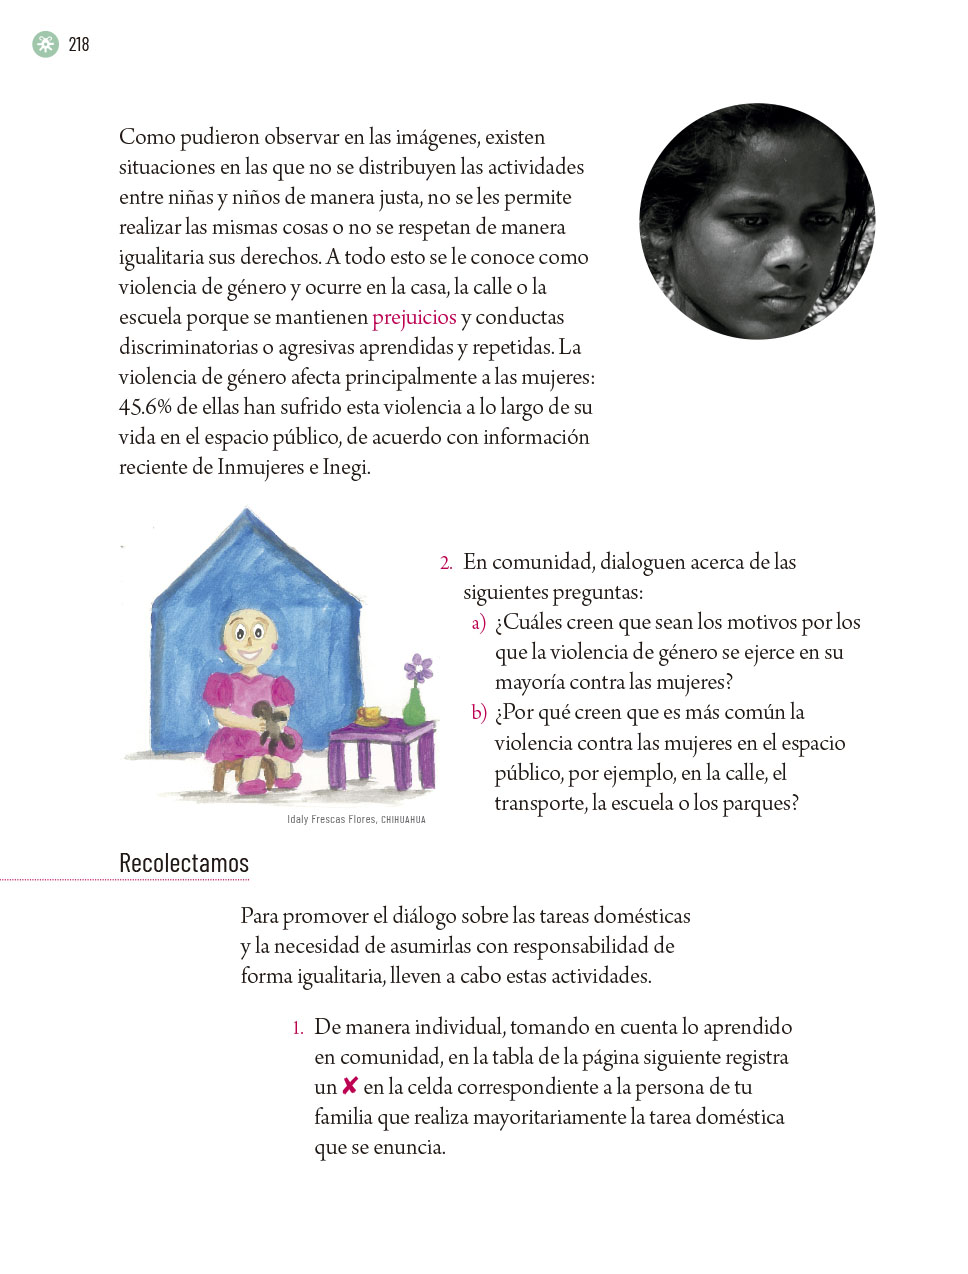 218
Como pudieron observar en las imágenes, existen
situaciones en las que no se distribuyen las actividades
entre niñas y niños de manera justa, no se les permite
realizar las mismas cosas o no se respetan de manera
igualitaria sus derechos. A todo esto se le conoce como
violencia de género y ocurre en la casa, la calle o la
escuela porque se mantienen prejuicios y conductas
discriminatorias o agresivas aprendidas y repetidas. La
violencia de género afecta principalmente a las mujeres:
45.6% de ellas han sufrido esta violencia a lo largo de su
vida en el espacio público, de acuerdo con información
reciente de Inmujeres e Inegi.
2. En comunidad, dialoguen acerca de las
siguientes preguntas:
a) ¿Cuáles creen que sean los motivos por los
que la violencia de género se ejerce en su
mayoría contra las mujeres?
b) ¿Por qué creen que es más común la
violencia contra las mujeres en el espacio
público, por ejemplo, en la calle, el
transporte, la escuela o los parques?
Idaly Frescas Flores, CHIHUAHUA
Recolectamos
Para promover el diálogo sobre las tareas domésticas
y la necesidad de asumirlas con responsabilidad de
forma igualitaria, lleven a cabo estas actividades.
1. De manera individual, tomando en cuenta lo aprendido
en comunidad, en la tabla de la página siguiente registra
un ✘ en la celda correspondiente a la persona de tu
familia que realiza mayoritariamente la tarea doméstica
que se enuncia.